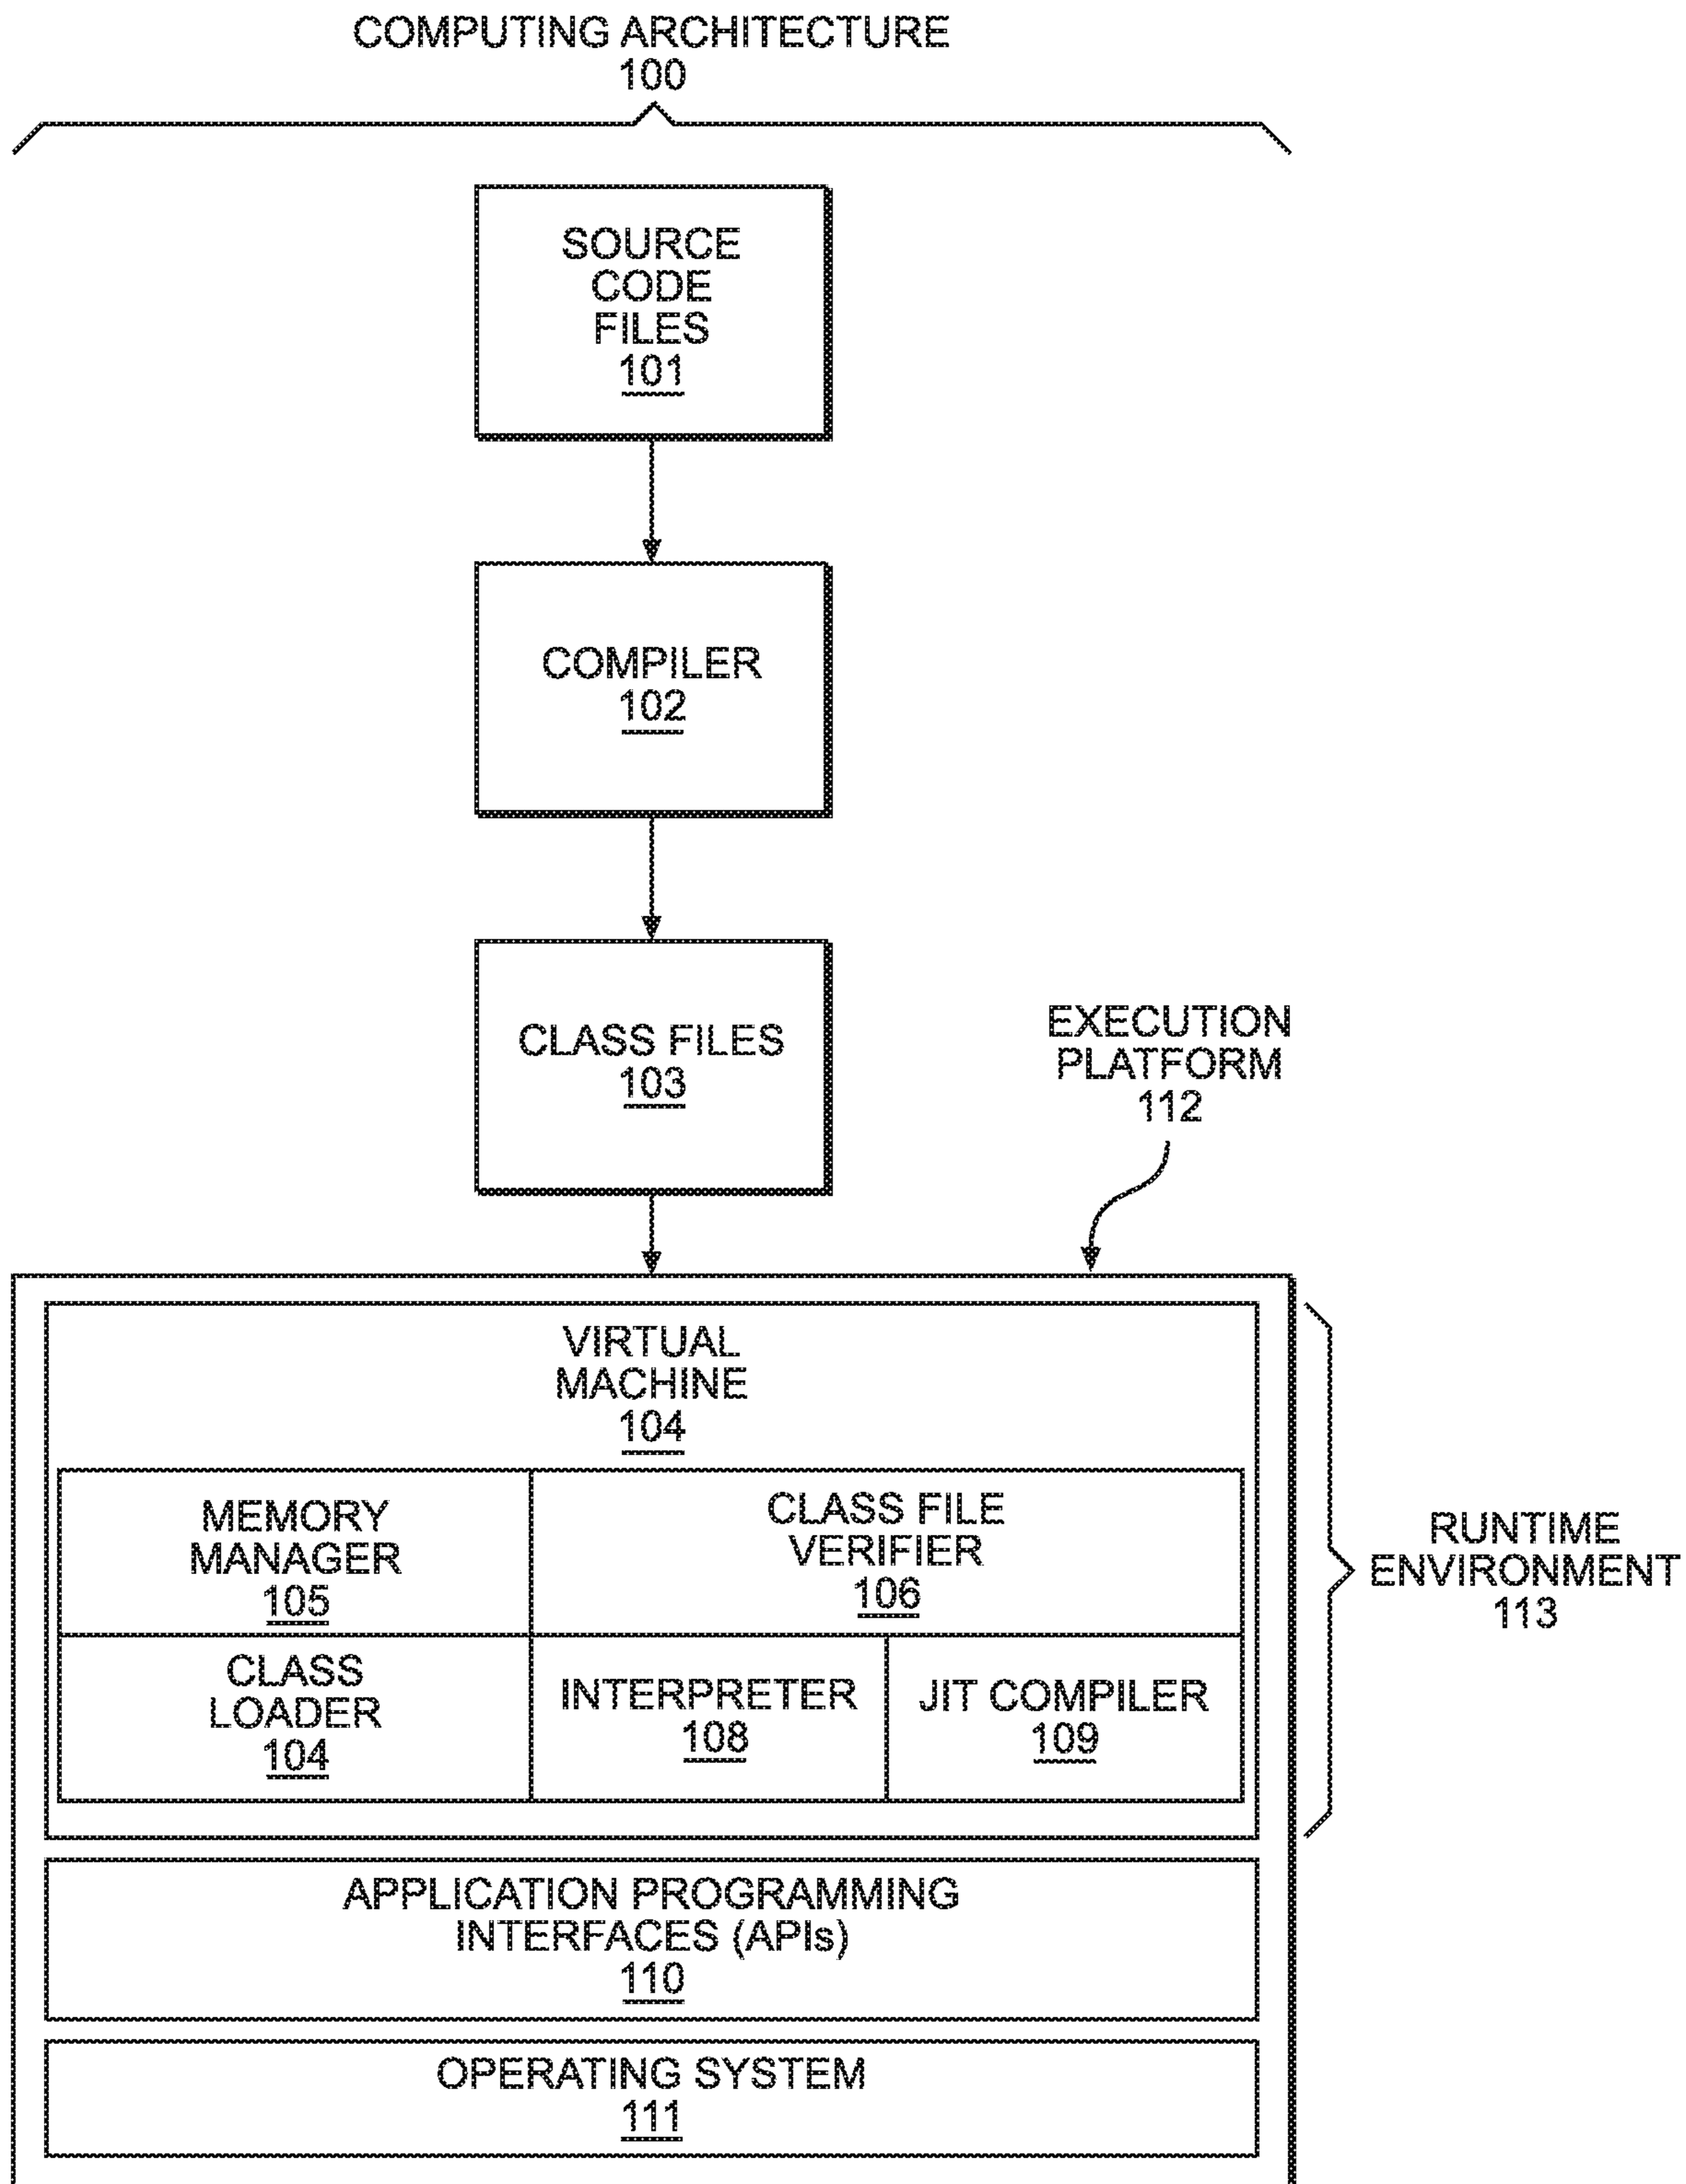 COMPUTING ARCHITECTURE
100
SOURCE
CODE
FILES
101
COMPILER
102
CLASS FILES
103
EXECUTION
PLATFORM
112
VIRTUAL
MACHINE
104
MEMORY
MANAGER
105
CLASS FILE
VERIFIER
106
CLASS
LOADER
104
INTERPRETER
108
JIT COMPILER
109
RUNTIME
ENVIRONMENT
113
APPLICATION PROGRAMMING
INTERFACES (APIs)
110
OPERATING SYSTEM
111